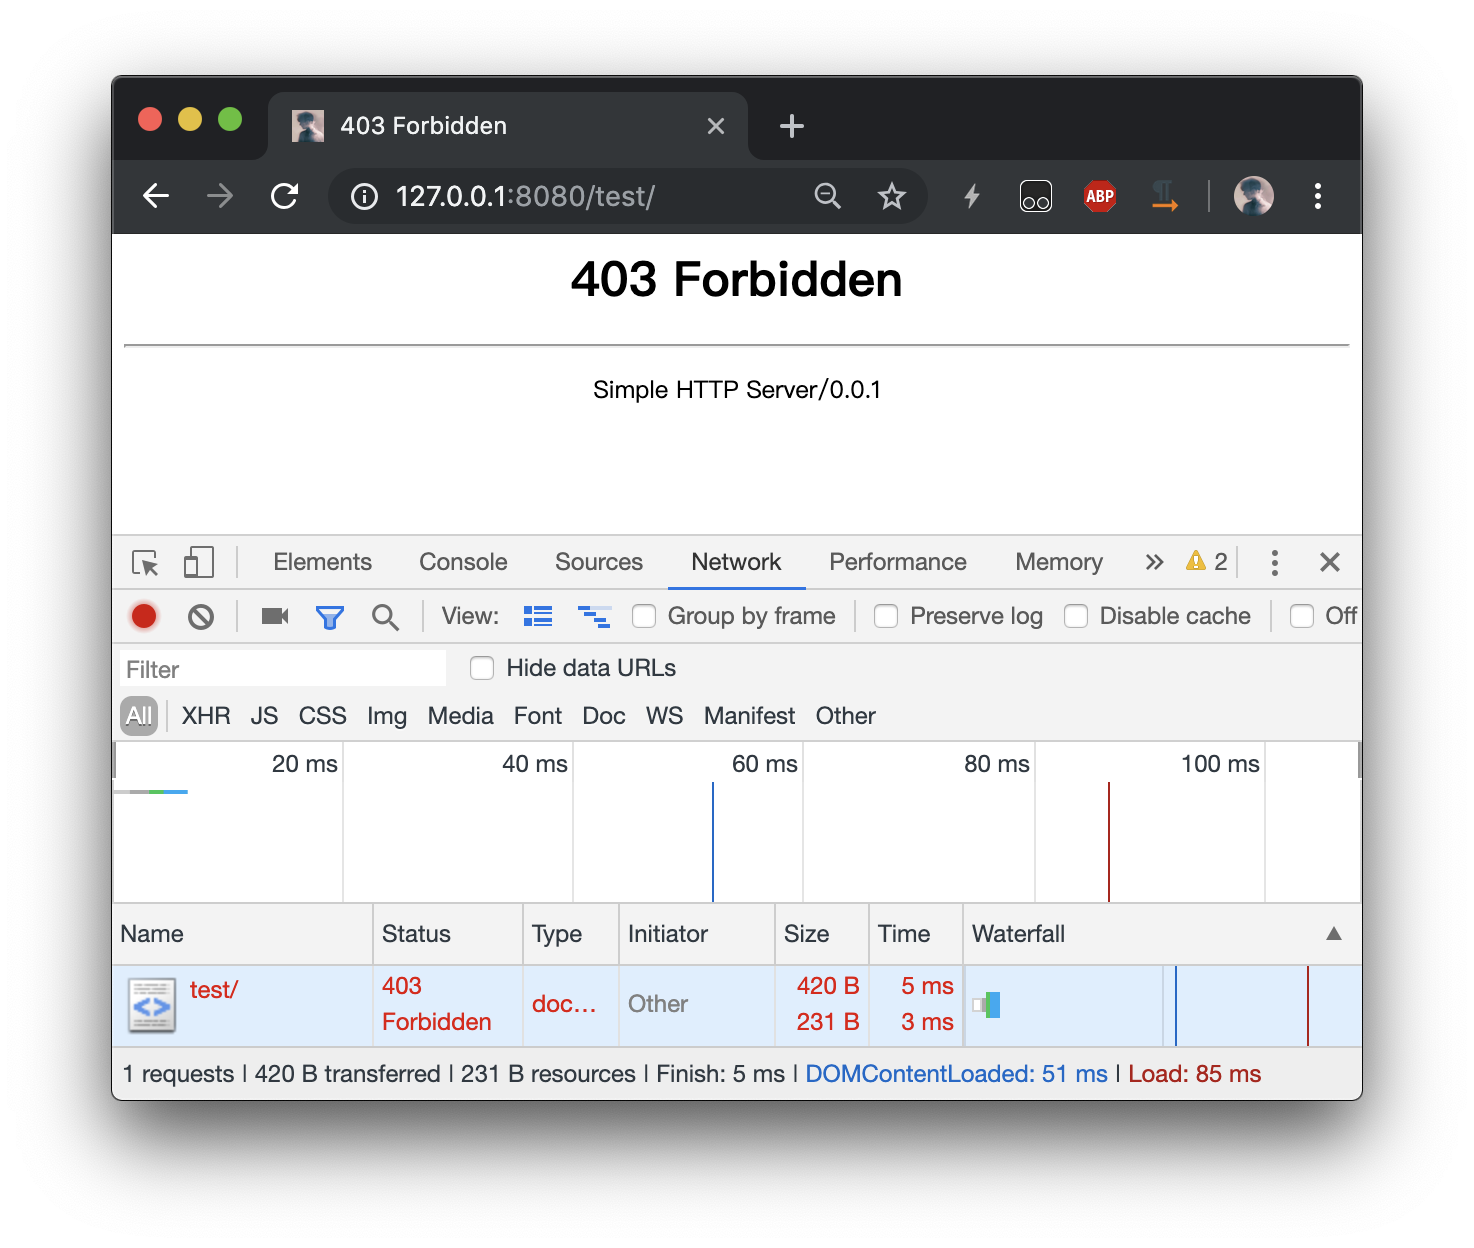 403 Forbidden
127.0.0.1:8080/test/
ABP
403 Forbidden
Simple HTTP Server/0.0.1
Elements Console Sources Network Performance Memory » 2
View: Group by frame Preserve log Disable cache Off
Filter Hide data URLs
All XHR JS CSS Img Media Font Doc WS Manifest Other
20 ms 40 ms 60 ms 80 ms 100 ms
Name Status Type Initiator Size Time Waterfall
test/ 403 Forbidden doc... Other 420 B 231 B 5 ms 3 ms
1 requests | 420 B transferred | 231 B resources | Finish: 5 ms | DOMContentLoaded: 51 ms | Load: 85 ms